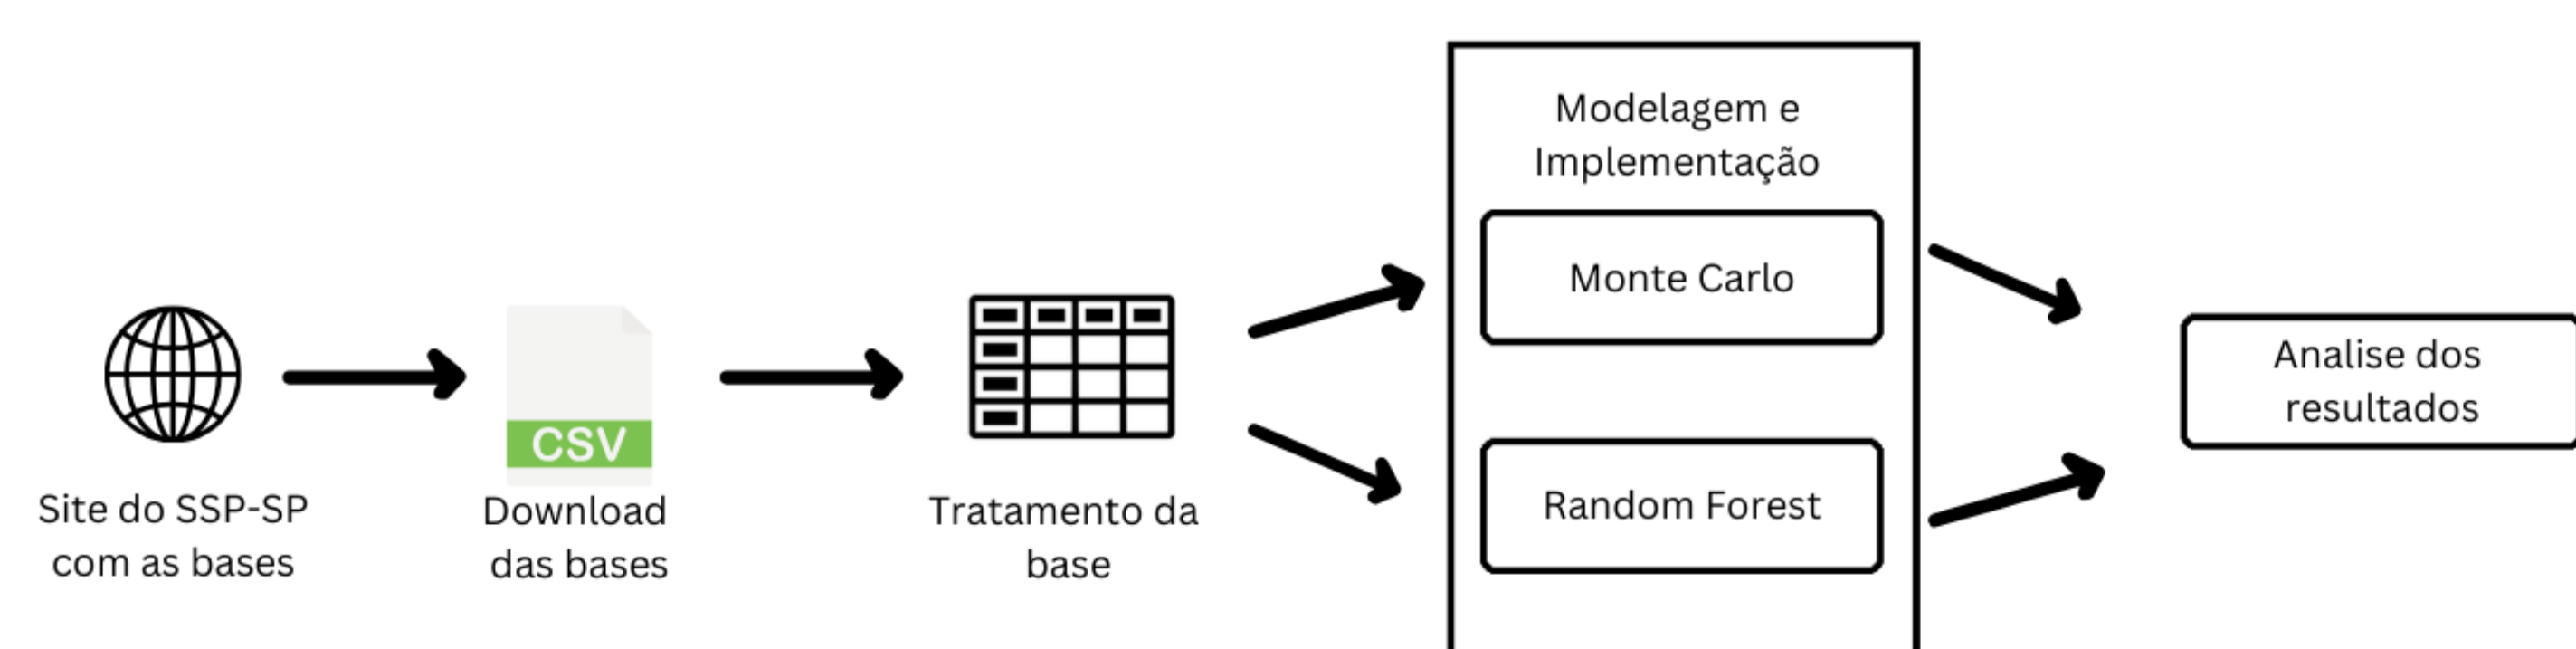 Site do SSP-SP
com as bases
CSV
Download
das bases
Tratamento da
base
Modelagem e
Implementação
Monte Carlo
Random Forest
Analise dos
resultados